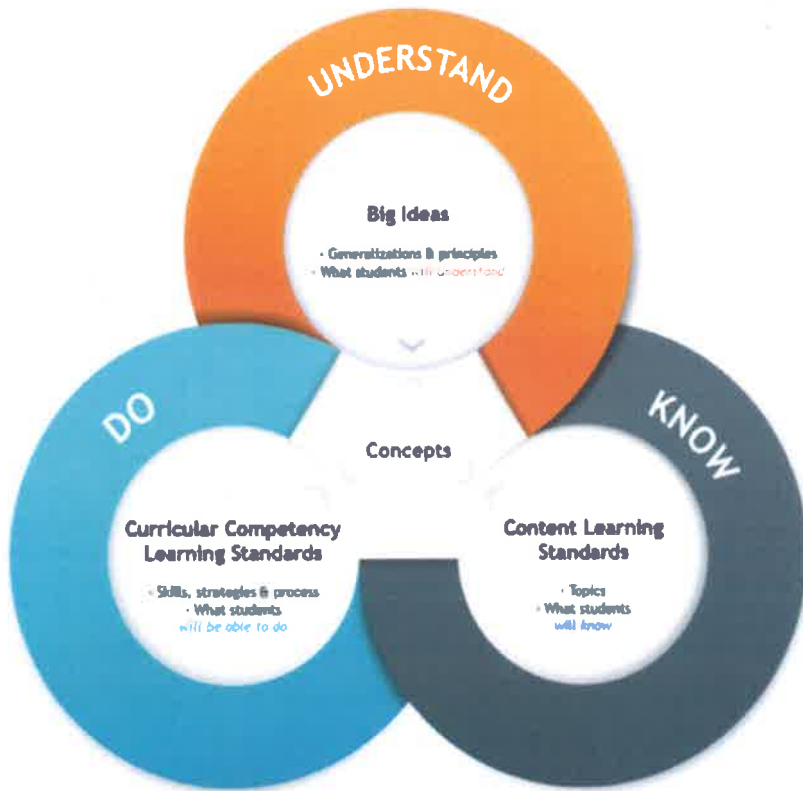 UNDERSTAND
Big Ideas
· Generalizations & principles
· What students will understand
DO
KNOW
Concepts
Curricular Competency
Learning Standards
· Skills, strategies & process
· What students
will be able to do
Content Learning
Standards
· Topics
· What students
will know